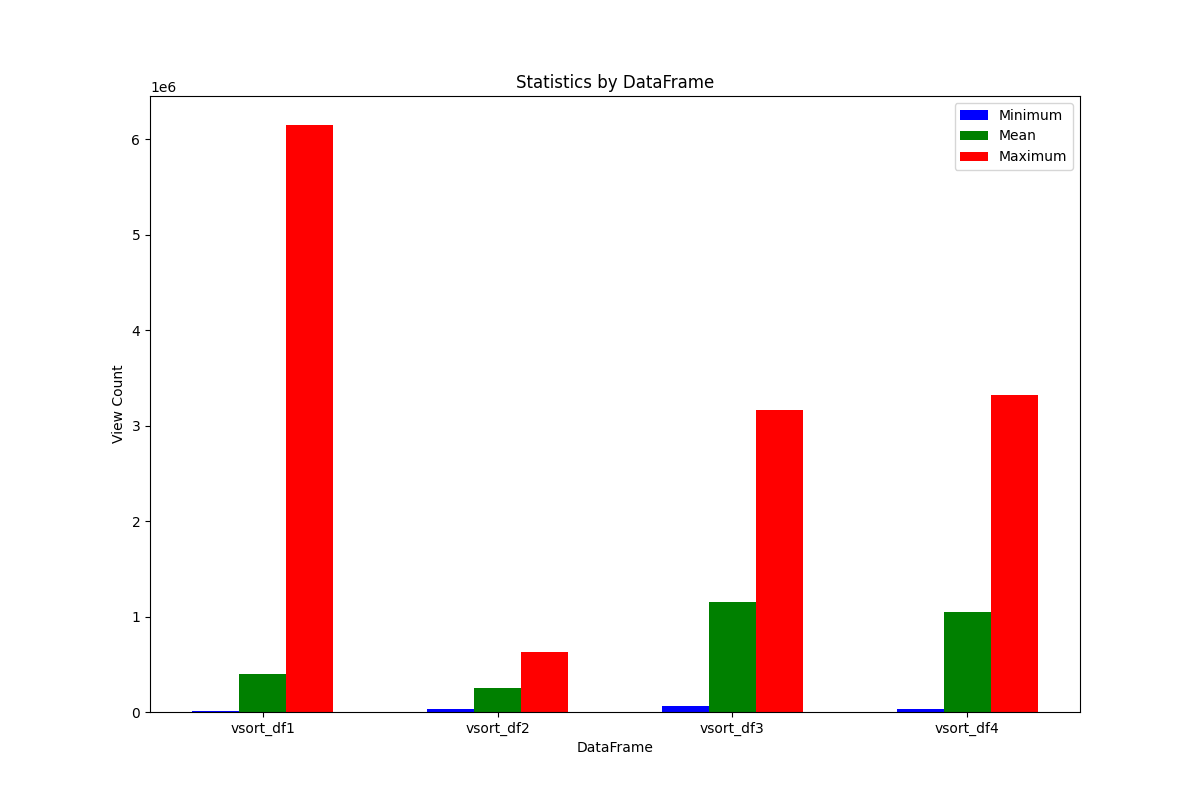 Statistics by DataFrame
1e6
Minimum
Mean
Maximum
6
5
4
3
2
1
0
View Count
vsort_df1
vsort_df2
vsort_df3
vsort_df4
DataFrame